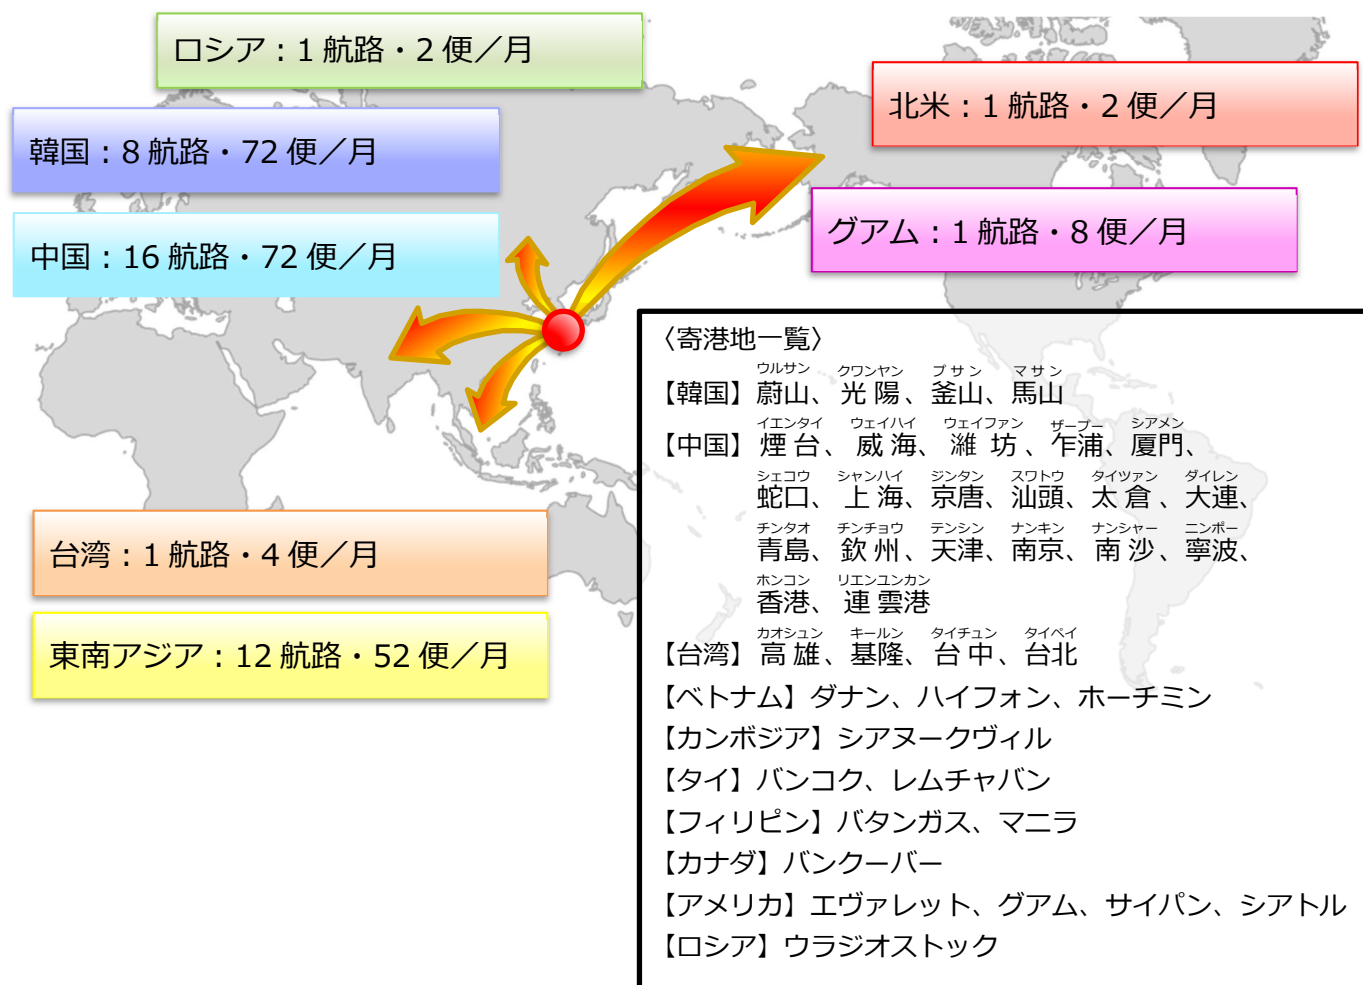 ロシア：1 航路・2 便／月
北米：1 航路・2 便／月
韓国：8 航路・72 便／月
グアム：1 航路・8 便／月
中国：16 航路・72 便／月
台湾：1 航路・4 便／月
東南アジア：12 航路・52 便／月
〈寄港地一覧〉
ウルサン クワンヤン プサン マサン
【韓国】蔚山、光陽、釜山、馬山
イエンタイ ウェイハイ ウェイファン ザープー シアメン
【中国】煙台、威海、濰坊、乍浦、厦門、
シェコウ シャンハイ ジンタン スワトウ タイツァン ダイレン
蛇口、上海、京唐、汕頭、太倉、大連、
チンタオ チンチョウ テンシン ナンキン ナンシャー ニンポー
青島、欽州、天津、南京、南沙、寧波、
ホンコン リエンユンカン
香港、連雲港
カオシュン キールン タイチュン タイペイ
【台湾】高雄、基隆、台中、台北
【ベトナム】ダナン、ハイフォン、ホーチミン
【カンボジア】シアヌークヴィル
【タイ】バンコク、レムチャバン
【フィリピン】バタンガス、マニラ
【カナダ】バンクーバー
【アメリカ】エヴァレット、グアム、サイパン、シアトル
【ロシア】ウラジオストック